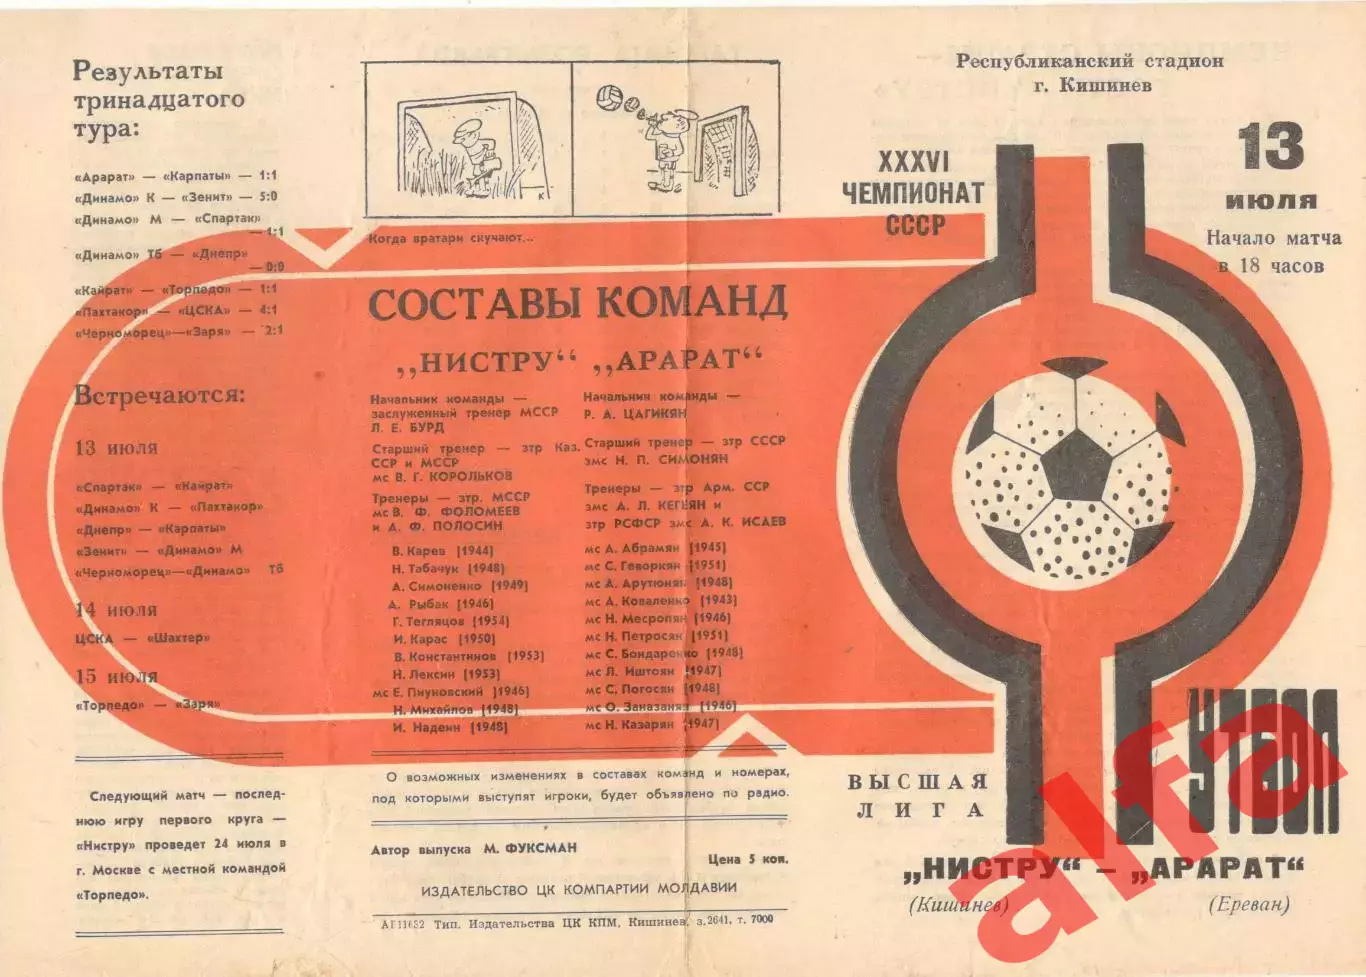 Результаты
тринадцатого
тура:
«Арарат» — «Карпаты» — 1:1
«Динамо» К — «Зенит» — 5:0
«Динамо» М — «Спартак»
— 1:1
«Динамо» Тб — «Днепр»
— 0:0
«Кайрат» — «Торпедо» — 1:1
«Пахтакор» — «ЦСКА» — 4:1
«Черноморец»—«Заря» — 2:1
Встречаются:
13 июля
«Спартак» — «Кайрат»
«Динамо» К — «Пахтакор»
«Днепр» — «Карпаты»
«Зенит» — «Динамо» М
«Черноморец»—«Динамо» Тб
14 июля
ЦСКА — «Шахтер»
15 июля
«Торпедо» — «Заря»
Следующий матч — послед-
нюю игру первого круга —
«Нистру» проведет 24 июля в
г. Москве с местной командой
«Торпедо».
Когда вратари скучают...
СОСТАВЫ КОМАНД
„НИСТРУ“ „АРАРАТ“
Начальник команды —
заслуженный тренер МССР
Л. Е. БУРД
Старший тренер — зтр Каз.
ССР и МССР
мс В. Г. КОРОЛЬКОВ
Тренеры — зтр. МССР
мс В. Ф. ФОЛОМЕЕВ
и А. Ф. ПОЛОСИН
В. Карев [1944)
Н. Табачук [1948)
А. Симоненко [1949)
А. Рыбак [1946)
Г. Тегляцов [1954)
И. Карас [1950)
В. Константинов [1953)
Н. Лексин [1953)
мс Е. Пиуновский ]1946)
Н. Михайлов [1948)
И. Надеин [1948)
Начальник команды —
Р. А. ЦАГИКЯН
Старший тренер — зтр СССР
змс Н. П. СИМОНЯН
Тренеры — зтр Арм. ССР
змс А. Л. КЕГЕЯН и
зтр РСФСР змс А. К. ИСАЕВ
мс А. Абрамян [1945)
мс С. Геворкян [1951)
мс А. Арутюнян [1948)
мс А. Коваленко [1943)
мс Н. Месропян [1946)
мс Н. Петросян [1951)
мс С. Бондаренко [1948)
мс Л. Иштоян [1947)
мс С. Погосян [1948)
мс О. Заназанян [1946)
мс Н. Казарян [1947)
О возможных изменениях в составах команд и номерах,
под которыми выступят игроки, будет объявлено по радио.
Автор выпуска М. ФУКСМАН
Цена 5 коп.
ИЗДАТЕЛЬСТВО ЦК КОМПАРТИИ МОЛДАВИИ
АГ11632 Тип. Издательства ЦК КПМ, Кишинев, з.2641, т. 7000
Республиканский стадион
г. Кишинев
XXXVI
ЧЕМПИОНАТ
СССР
13
ИЮЛЯ
Начало матча
в 18 часов
ВЫСШАЯ
ЛИГА
ФУТБОЛ
„НИСТРУ“ – „АРАРАТ“
(Кишинев) (Ереван)
alfa